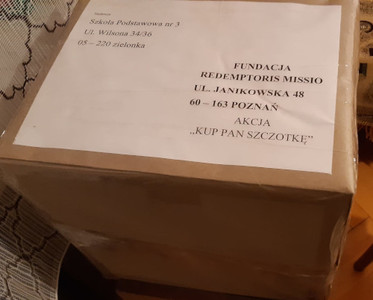 Szkoła Podstawowa nr 3
Ul. Wilsona 34/36
05 – 220 zielonka
FUNDACJA
REDEMPTORIS MISSIO
UL. JANIKOWSKA 48
60 – 163 POZNAŃ
AKCJA
„KUP PAN SZCZOTKĘ”